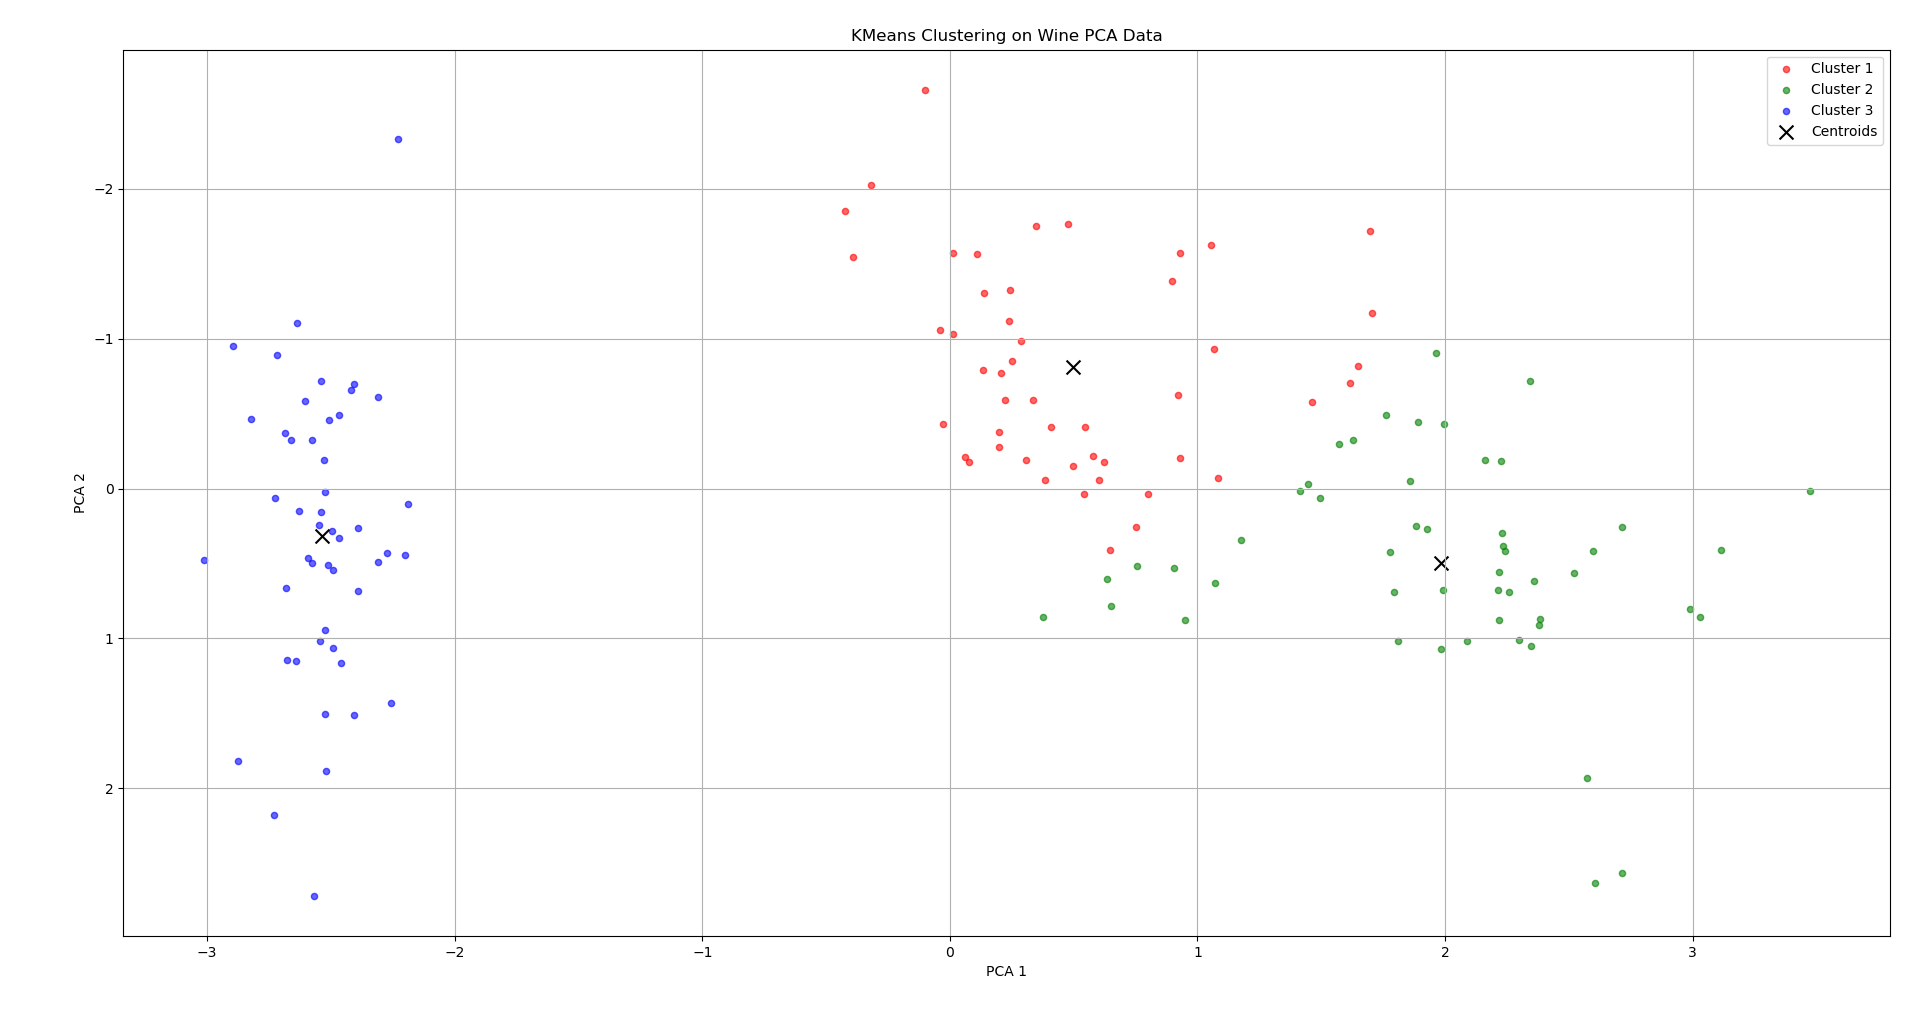 KMeans Clustering on Wine PCA Data
Cluster 1
Cluster 2
Cluster 3
Centroids
−2
−1
0
1
2
PCA 2
−3
−2
−1
0
1
2
3
PCA 1